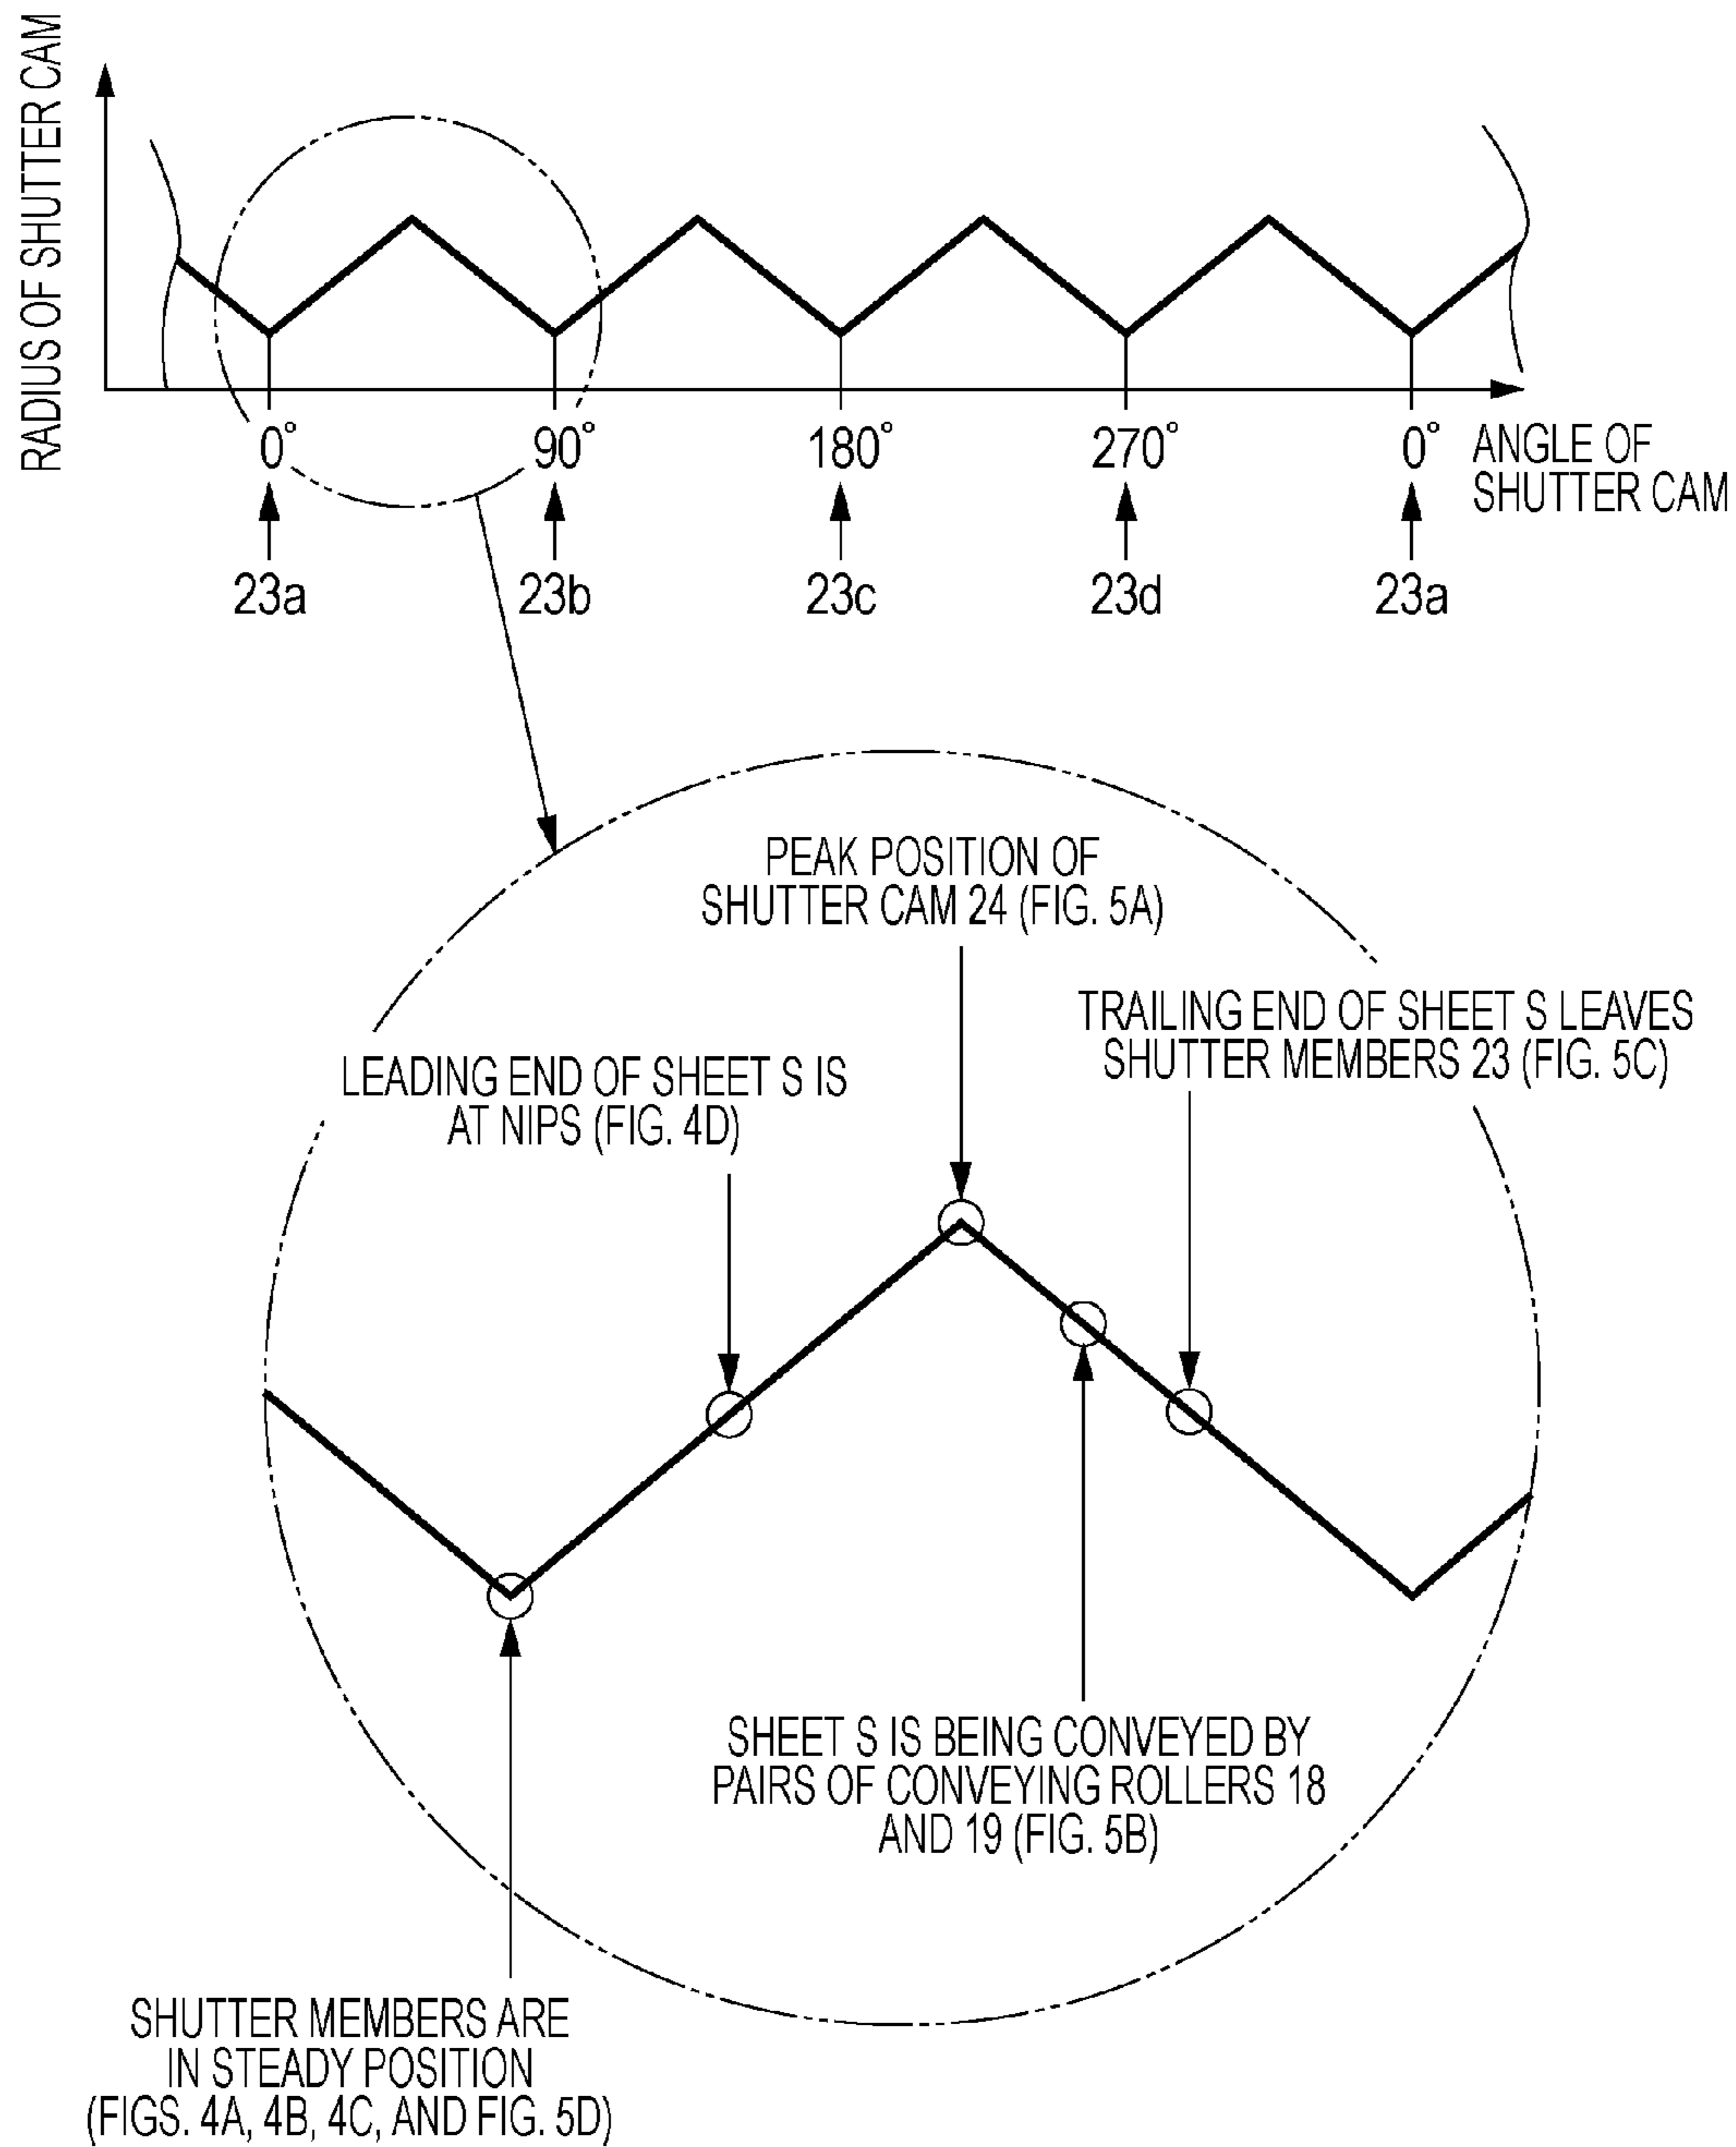 RADIUS OF SHUTTER CAM
0° 90° 180° 270° 0°
ANGLE OF
SHUTTER CAM
23a 23b 23c 23d 23a
PEAK POSITION OF
SHUTTER CAM 24 (FIG. 5A)
TRAILING END OF SHEET S LEAVES
SHUTTER MEMBERS 23 (FIG. 5C)
LEADING END OF SHEET S IS
AT NIPS (FIG. 4D)
SHEET S IS BEING CONVEYED BY
PAIRS OF CONVEYING ROLLERS 18
AND 19 (FIG. 5B)
SHUTTER MEMBERS ARE
IN STEADY POSITION
(FIGS. 4A, 4B, 4C, AND FIG. 5D)